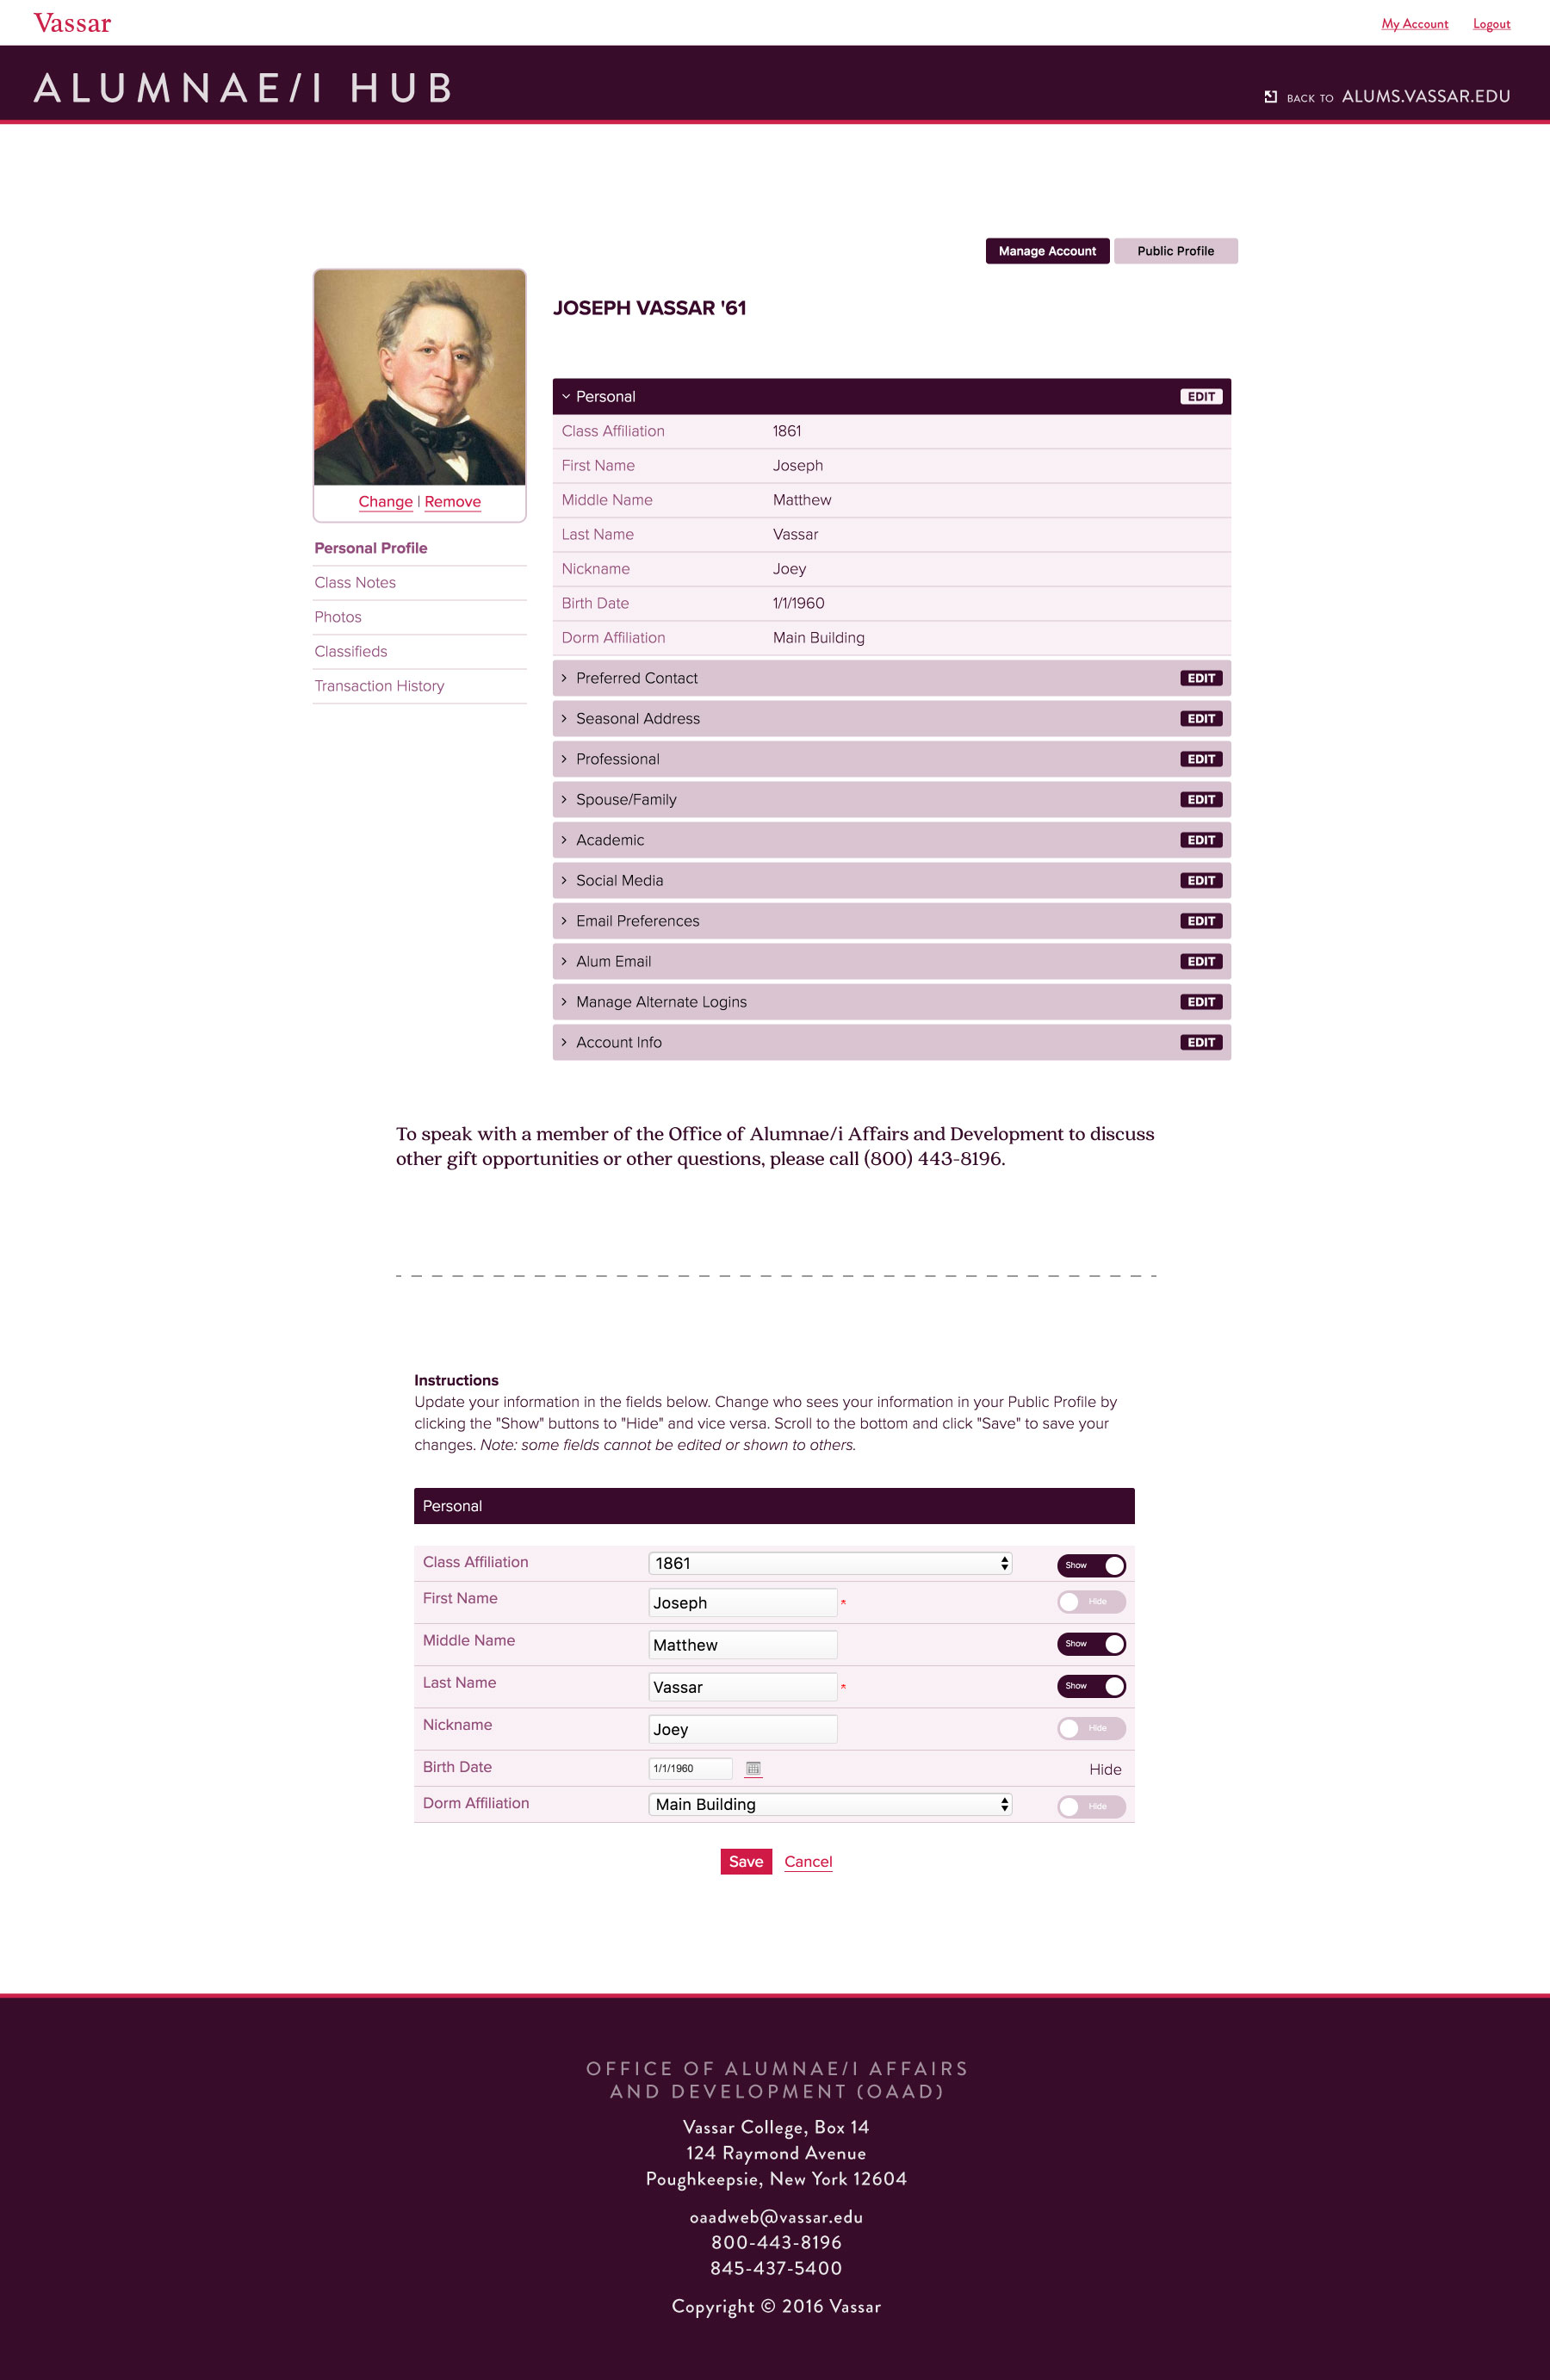 Vassar
My Account Logout
ALUMNAE/I HUB
BACK TO ALUMS.VASSAR.EDU
Manage Account Public Profile
Change | Remove
Personal Profile
Class Notes
Photos
Classifieds
Transaction History
JOSEPH VASSAR '61
Personal EDIT
Class Affiliation 1861
First Name Joseph
Middle Name Matthew
Last Name Vassar
Nickname Joey
Birth Date 1/1/1960
Dorm Affiliation Main Building
Preferred Contact EDIT
Seasonal Address EDIT
Professional EDIT
Spouse/Family EDIT
Academic EDIT
Social Media EDIT
Email Preferences EDIT
Alum Email EDIT
Manage Alternate Logins EDIT
Account Info EDIT
To speak with a member of the Office of Alumnae/i Affairs and Development to discuss
other gift opportunities or other questions, please call (800) 443-8196.
Instructions
Update your information in the fields below. Change who sees your information in your Public Profile by
clicking the "Show" buttons to "Hide" and vice versa. Scroll to the bottom and click "Save" to save your
changes. Note: some fields cannot be edited or shown to others.
Personal
Class Affiliation 1861 Show
First Name Joseph * Hide
Middle Name Matthew Show
Last Name Vassar * Show
Nickname Joey Hide
Birth Date 1/1/1960 Hide
Dorm Affiliation Main Building Hide
Save Cancel
OFFICE OF ALUMNAE/I AFFAIRS
AND DEVELOPMENT (OAAD)
Vassar College, Box 14
124 Raymond Avenue
Poughkeepsie, New York 12604
oaadweb@vassar.edu
800-443-8196
845-437-5400
Copyright © 2016 Vassar